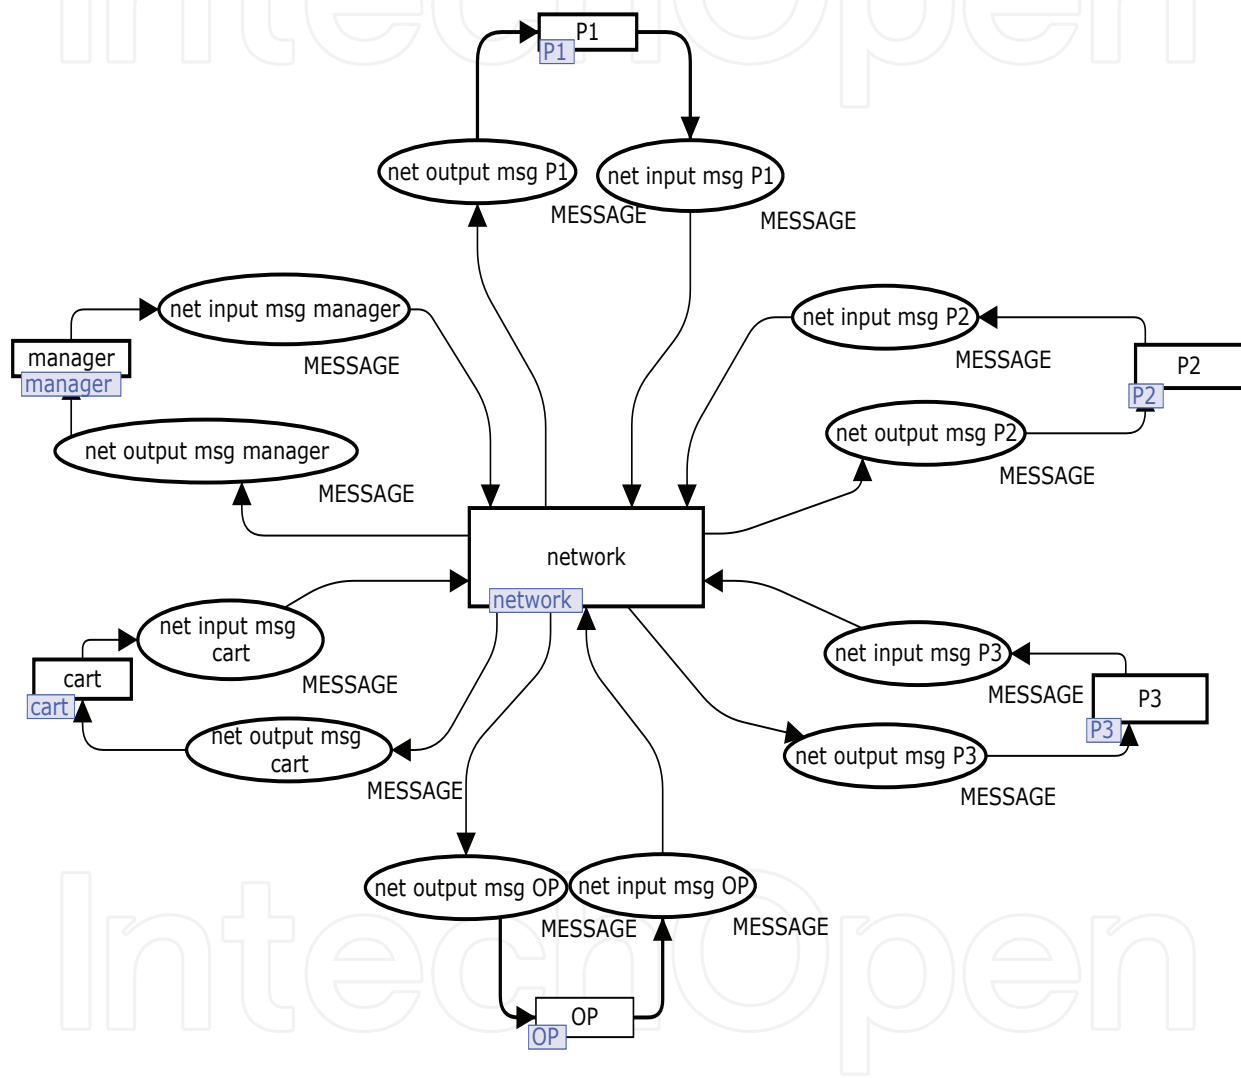 IntechOpen
P1
P1
net output msg P1
MESSAGE
net input msg P1
MESSAGE
net input msg manager
MESSAGE
manager
manager
net output msg manager
MESSAGE
net input msg P2
MESSAGE
P2
P2
net output msg P2
MESSAGE
network
network
net input msg
cart
MESSAGE
cart
cart
net output msg
cart
MESSAGE
net input msg P3
MESSAGE
P3
P3
net output msg P3
MESSAGE
net output msg OP
MESSAGE
net input msg OP
MESSAGE
OP
OP
IntechOpen